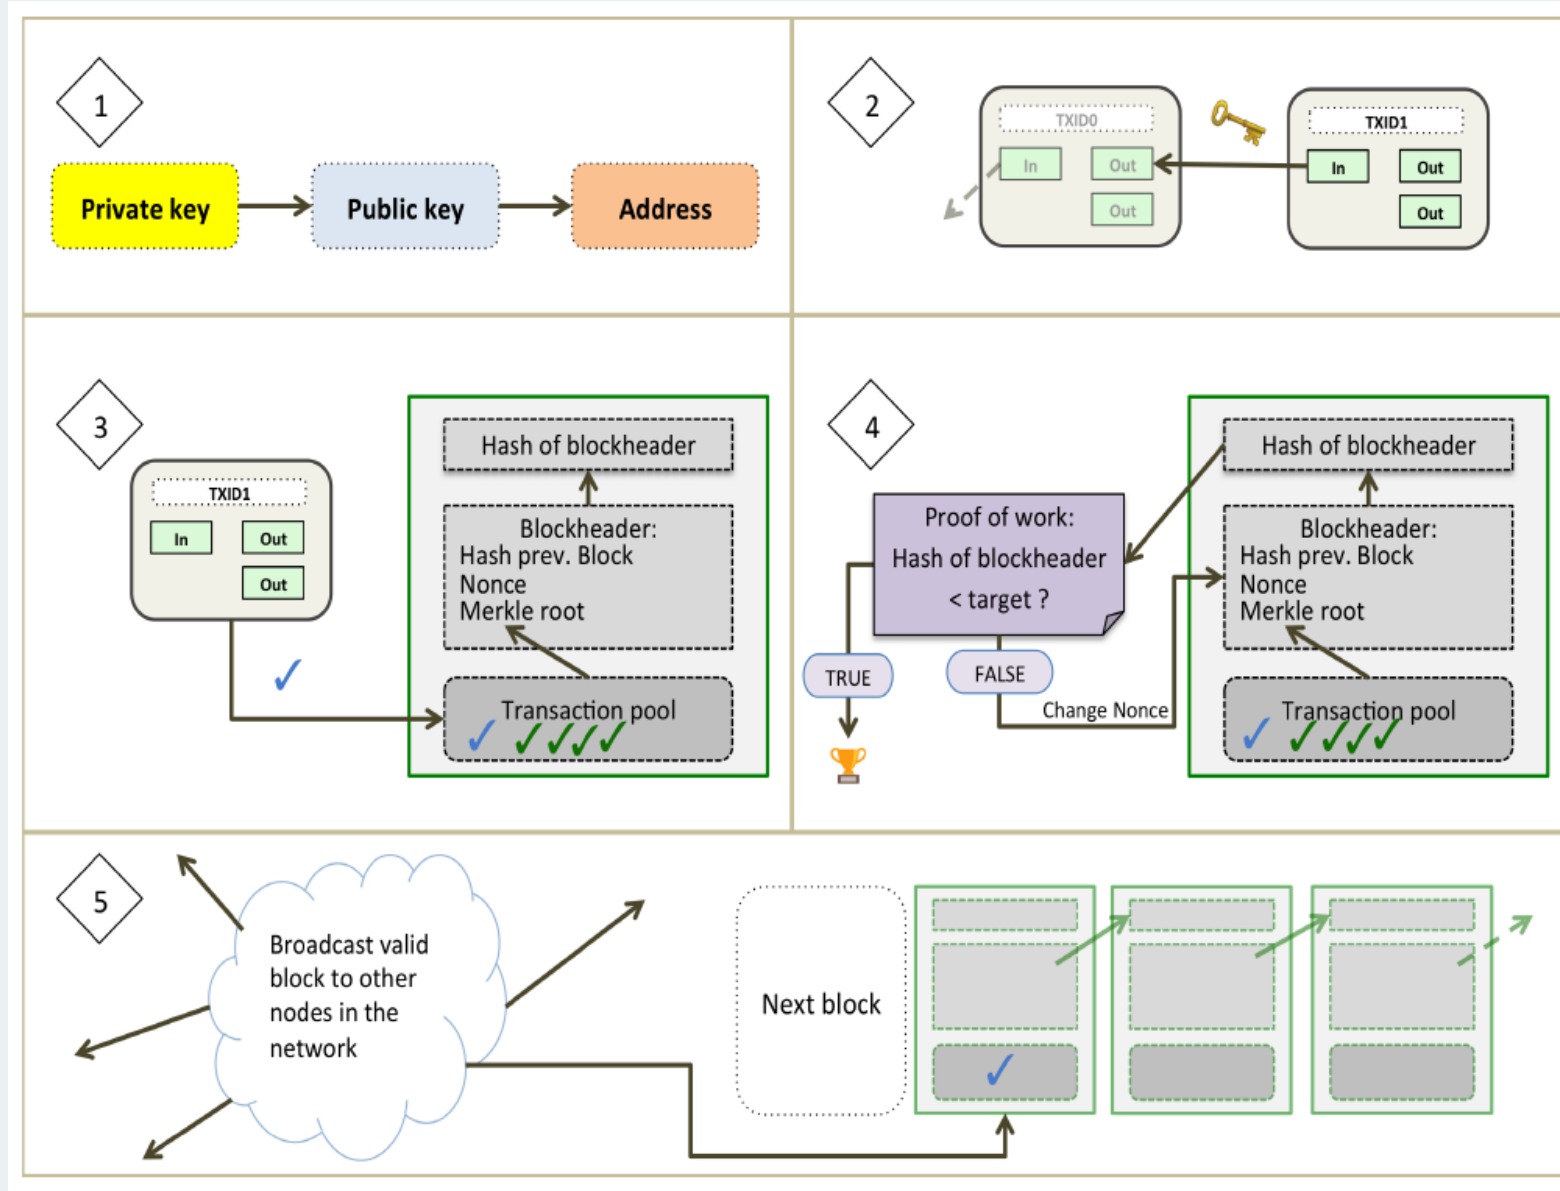 1
Private key
Public key
Address
2
TXID0
In
Out
Out
TXID1
In
Out
Out
3
TXID1
In
Out
Out
Hash of blockheader
Blockheader:
Hash prev. Block
Nonce
Merkle root
Transaction pool
4
Proof of work:
Hash of blockheader
< target ?
TRUE
FALSE
Change Nonce
Hash of blockheader
Blockheader:
Hash prev. Block
Nonce
Merkle root
Transaction pool
5
Broadcast valid
block to other
nodes in the
network
Next block